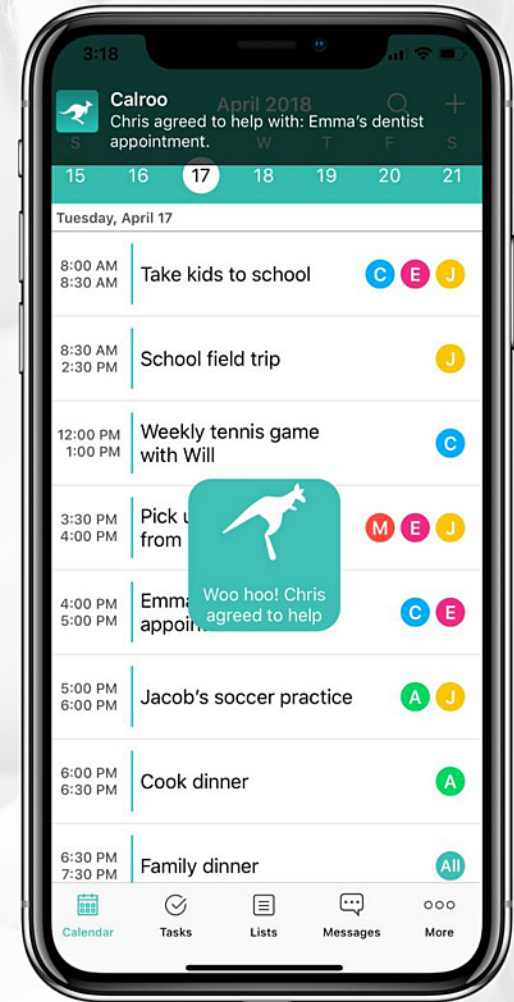 3:18
Calroo
April 2018
Chris agreed to help with: Emma's dentist
appointment.
S W T F S
15 16 17 18 19 20 21
Tuesday, April 17
8:00 AM
8:30 AM
Take kids to school
C E J
8:30 AM
2:30 PM
School field trip
J
12:00 PM
1:00 PM
Weekly tennis game
with Will
C
3:30 PM
4:00 PM
Pick
from
M E J
4:00 PM
5:00 PM
C E
Woo hoo! Chris
agreed to help
5:00 PM
6:00 PM
Jacob's soccer practice
A J
6:00 PM
6:30 PM
Cook dinner
A
6:30 PM
7:30 PM
Family dinner
All
Calendar Tasks Lists Messages More